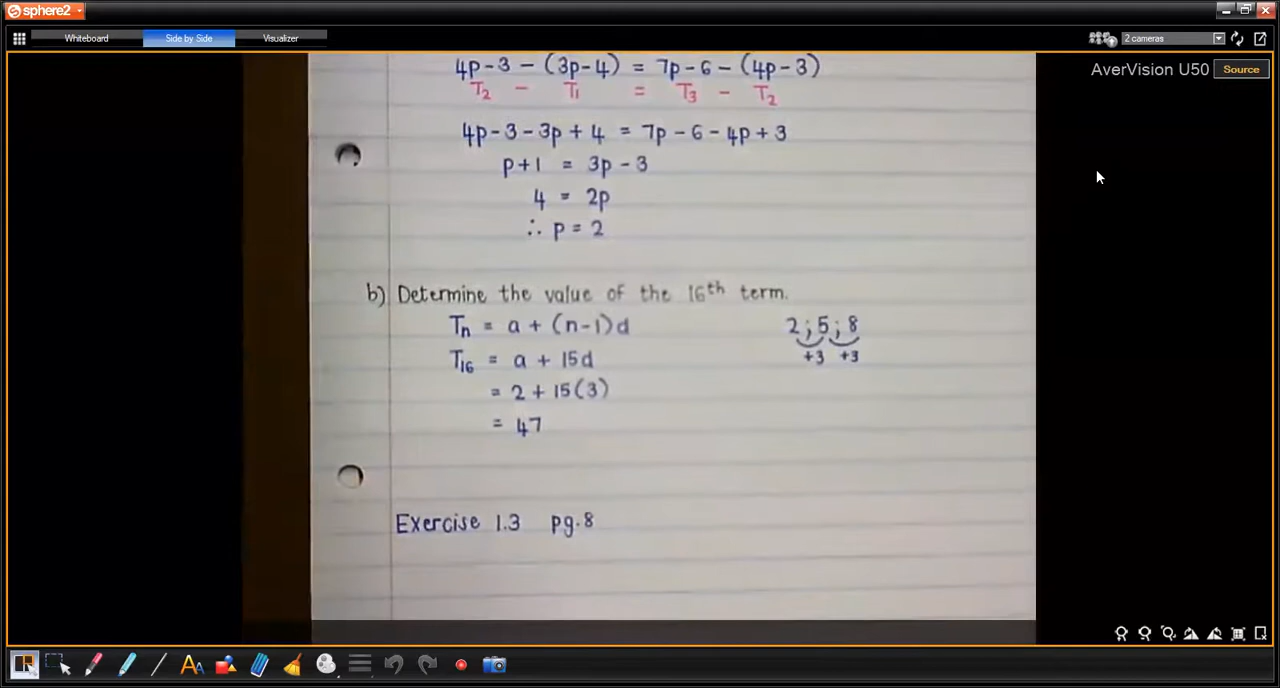 sphere2
Whiteboard
Side by Side
Visualizer
2 cameras
AverVision U50
Source
4p-3 - (3p-4) = 7p-6 - (4p-3)
T₂ - T₁ = T₃ - T₂
4p-3-3p+4 = 7p-6-4p+3
p+1 = 3p-3
4 = 2p
∴ p = 2
b) Determine the value of the 16th term.
Tn = a + (n-1)d
2 ; 5 ; 8
+3 +3
T₁₆ = a + 15d
= 2 + 15(3)
= 47
Exercise 1.3 pg.8